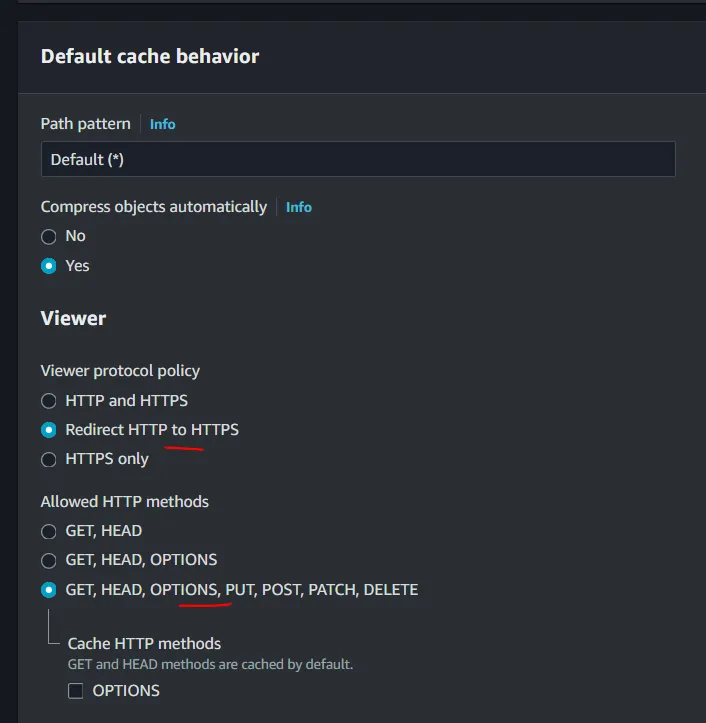 Default cache behavior
Path pattern Info
Default (*)
Compress objects automatically Info
No
Yes
Viewer
Viewer protocol policy
HTTP and HTTPS
Redirect HTTP to HTTPS
HTTPS only
Allowed HTTP methods
GET, HEAD
GET, HEAD, OPTIONS
GET, HEAD, OPTIONS, PUT, POST, PATCH, DELETE
Cache HTTP methods
GET and HEAD methods are cached by default.
OPTIONS